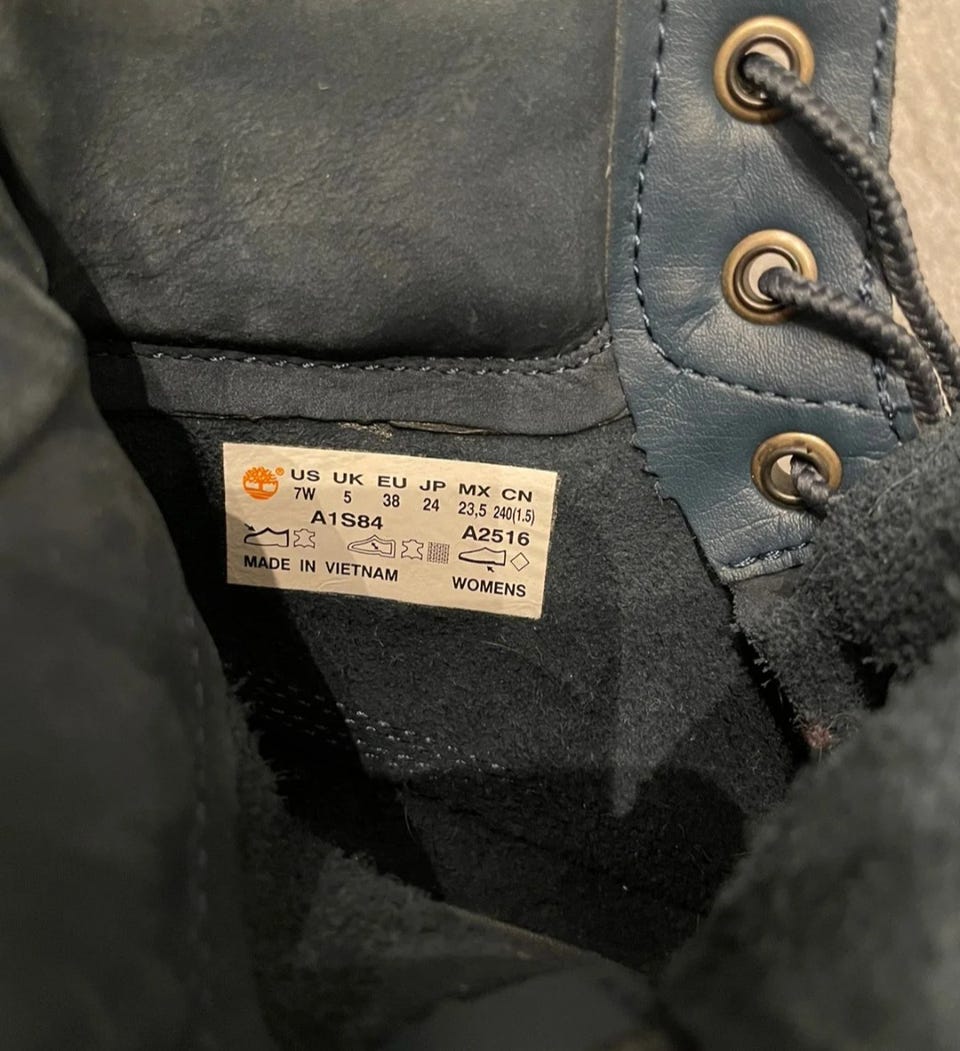 ® US UK EU JP MX CN
7W 5 38 24 23,5 240(1.5)
A1S84 A2516
MADE IN VIETNAM WOMENS